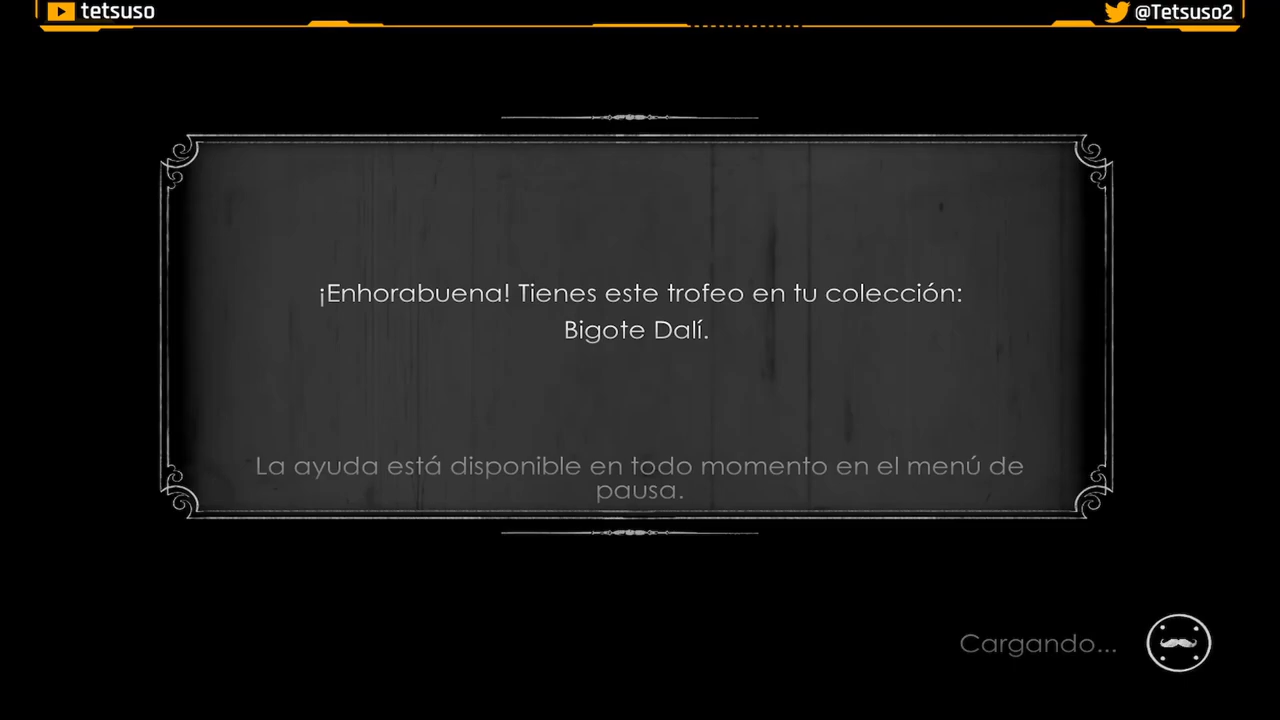 tetsuso
@Tetsuso2
¡Enhorabuena! Tienes este trofeo en tu colección:
Bigote Dalí.
La ayuda está disponible en todo momento en el menú de
pausa.
Cargando...